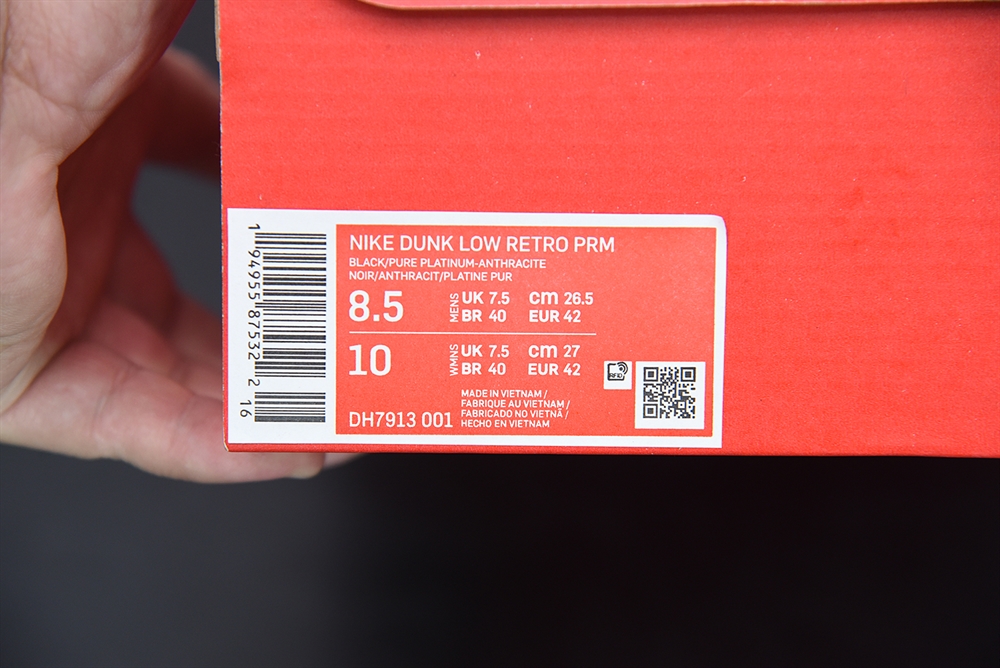 1 94955 87532 2 16
NIKE DUNK LOW RETRO PRM
BLACK/PURE PLATINUM-ANTHRACITE
NOIR/ANTHRACIT/PLATINE PUR
8.5 MENS UK 7.5 cm 26.5
BR 40 EUR 42
10 WMNS UK 7.5 cm 27
BR 40 EUR 42
RFID
DH7913 001
MADE IN VIETNAM /
FABRIQUE AU VIETNAM /
FABRICADO NO VIETNÃ /
HECHO EN VIETNAM